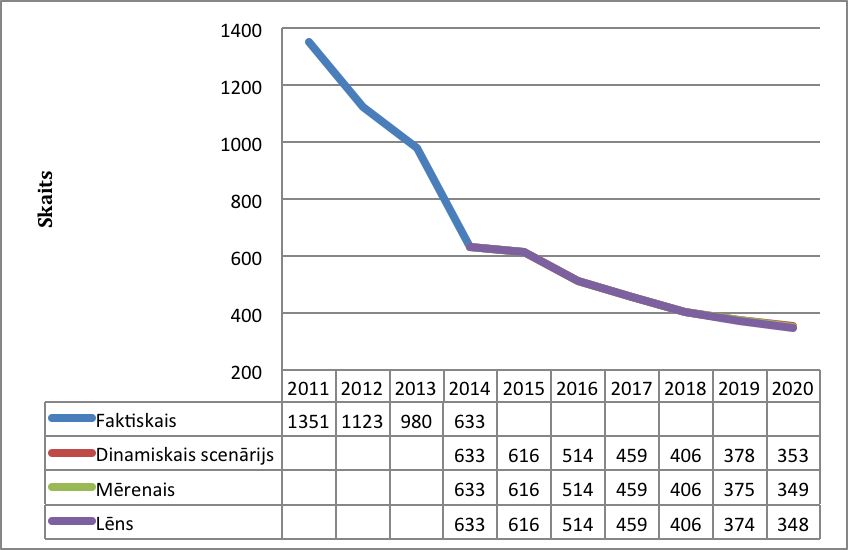 1400
1200
1000
800
600
400
200
Skaits
2011 2012 2013 2014 2015 2016 2017 2018 2019 2020
Faktiskais 1351 1123 980 633
Dinamiskais scenārijs 633 616 514 459 406 378 353
Mērenais 633 616 514 459 406 375 349
Lēns 633 616 514 459 406 374 348